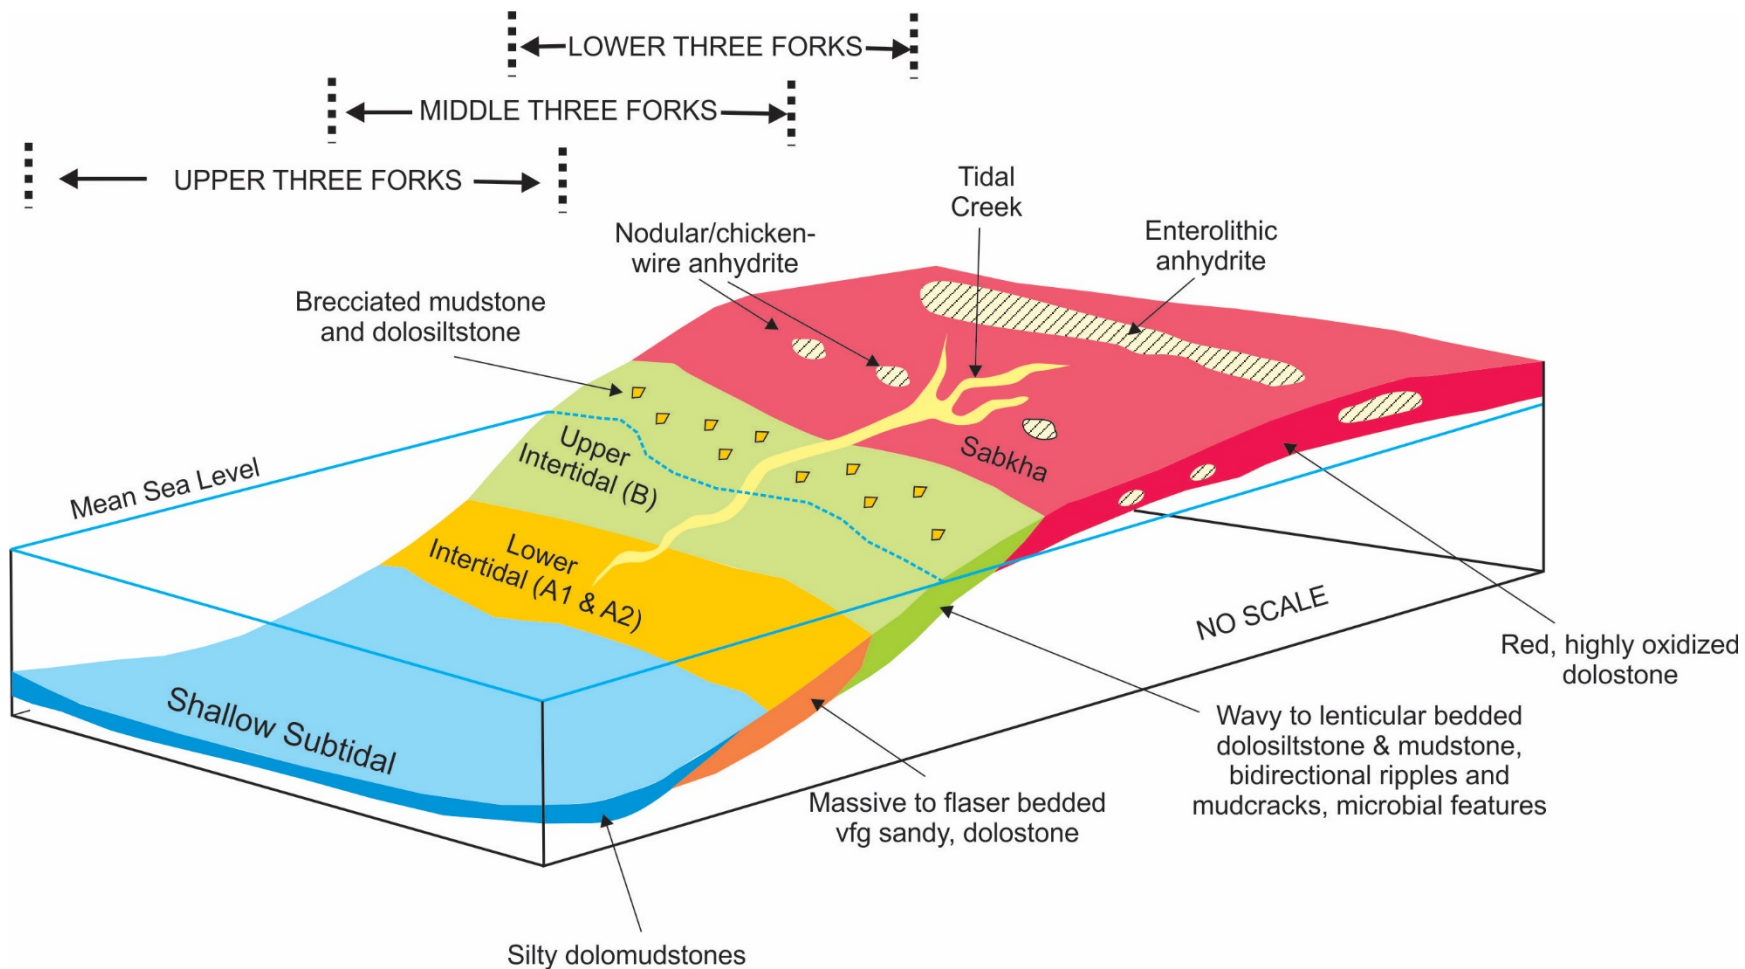 LOWER THREE FORKS
MIDDLE THREE FORKS
UPPER THREE FORKS
Tidal
Creek
Nodular/chicken-
wire anhydrite
Enterolithic
anhydrite
Brecciated mudstone
and dolosiltstone
Mean Sea Level
Upper
Intertidal (B)
Sabkha
Lower
Intertidal (A1 & A2)
NO SCALE
Shallow Subtidal
Red, highly oxidized
dolostone
Wavy to lenticular bedded
dolosiltstone & mudstone,
bidirectional ripples and
mudcracks, microbial features
Massive to flaser bedded
vfg sandy, dolostone
Silty dolomudstones